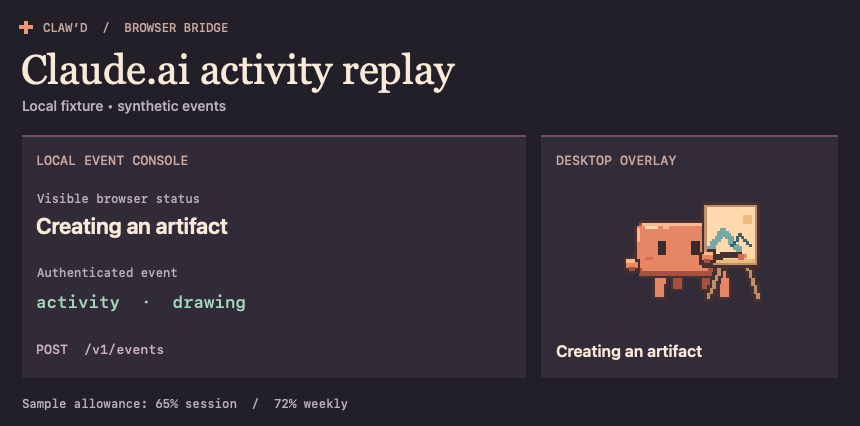 CLAW'D / BROWSER BRIDGE
Claude.ai activity replay
Local fixture • synthetic events
LOCAL EVENT CONSOLE
Visible browser status
Creating an artifact
Authenticated event
activity · drawing
POST /v1/events
DESKTOP OVERLAY
Creating an artifact
Sample allowance: 65% session / 72% weekly